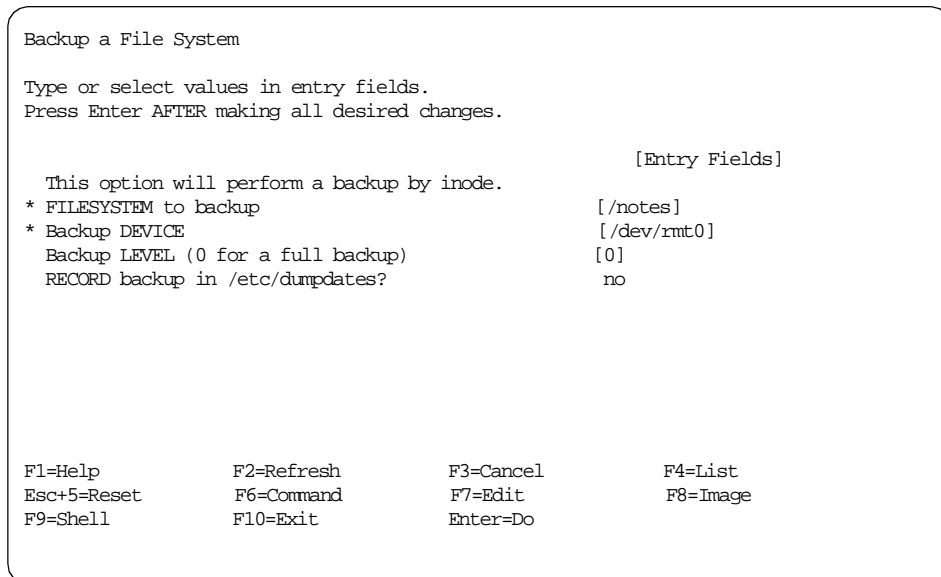 Backup a File System
Type or select values in entry fields.
Press Enter AFTER making all desired changes.
[Entry Fields]
This option will perform a backup by inode.
* FILESYSTEM to backup [/notes]
* Backup DEVICE [/dev/rmt0]
Backup LEVEL (0 for a full backup) [0]
RECORD backup in /etc/dumpdates? no
F1=Help F2=Refresh F3=Cancel F4=List
Esc+5=Reset F6=Command F7=Edit F8=Image
F9=Shell F10=Exit Enter=Do